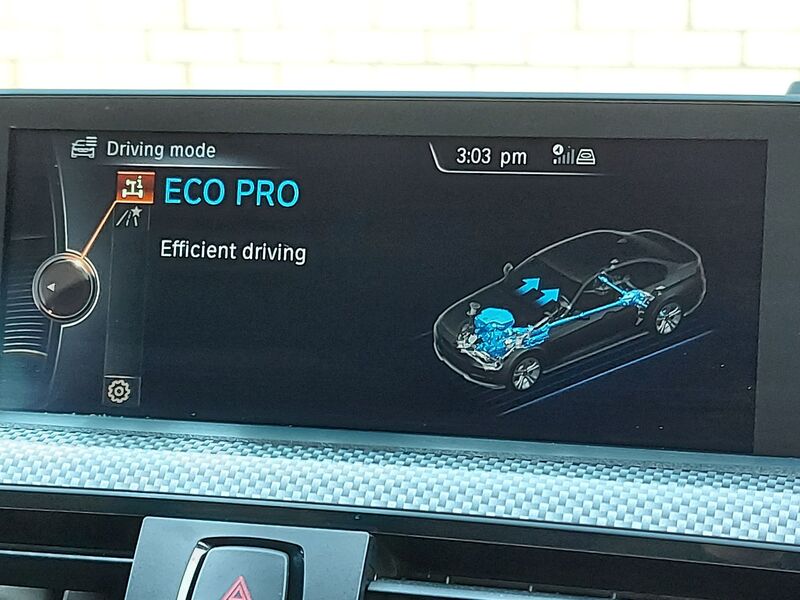 Driving mode
3:03 pm
ECO PRO
Efficient driving